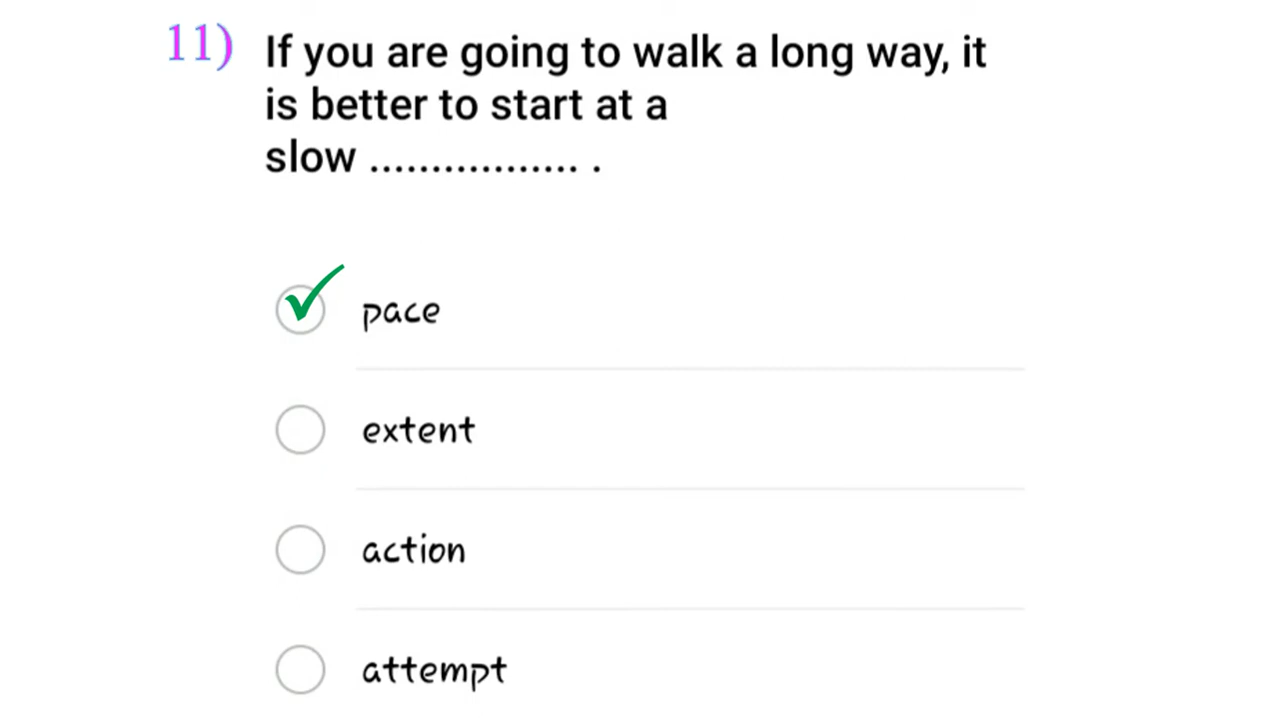 11) If you are going to walk a long way, it
is better to start at a
slow ................. .
pace
extent
action
attempt